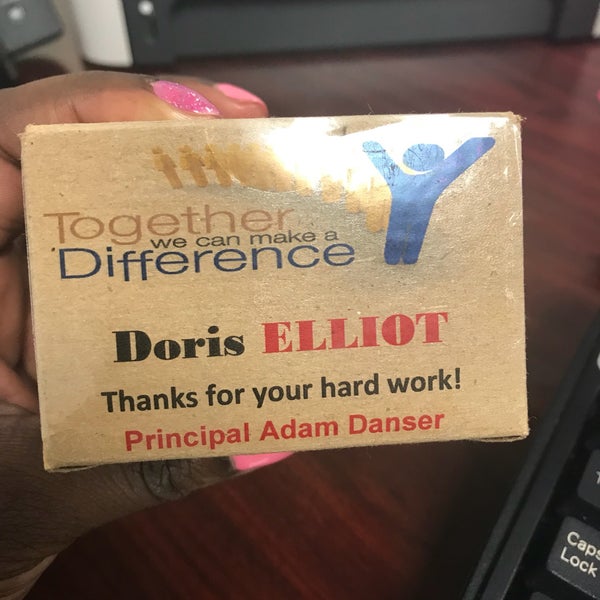 Together
we can make a
Difference
Doris ELLIOT
Thanks for your hard work!
Principal Adam Danser
Caps
Lock